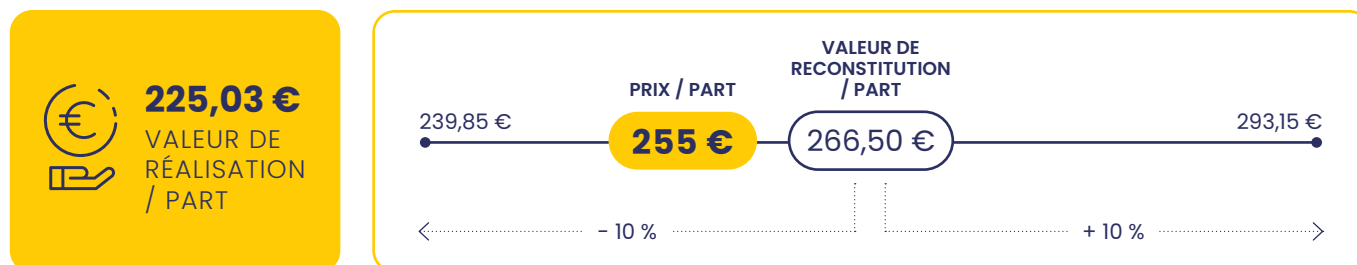 225,03 €
VALEUR DE
RÉALISATION
/ PART
VALEUR DE
RECONSTITUTION
/ PART
PRIX / PART
239,85 €
255 €
266,50 €
293,15 €
- 10 %
+ 10 %